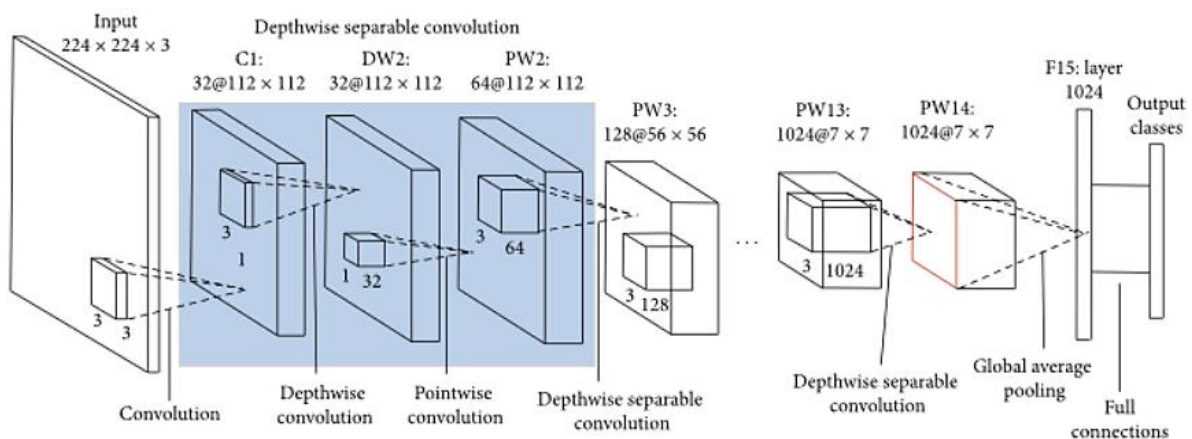 Input
224 × 224 × 3
Depthwise separable convolution
C1:
32@112 × 112
DW2:
32@112 × 112
PW2:
64@112 × 112
PW3:
128@56 × 56
PW13:
1024@7 × 7
PW14:
1024@7 × 7
F15: layer
1024
Output
classes
3
3
3
1
1
32
3
64
3
128
...
3
1024
Convolution
Depthwise
convolution
Pointwise
convolution
Depthwise separable
convolution
Depthwise separable
convolution
Global average
pooling
Full
connections